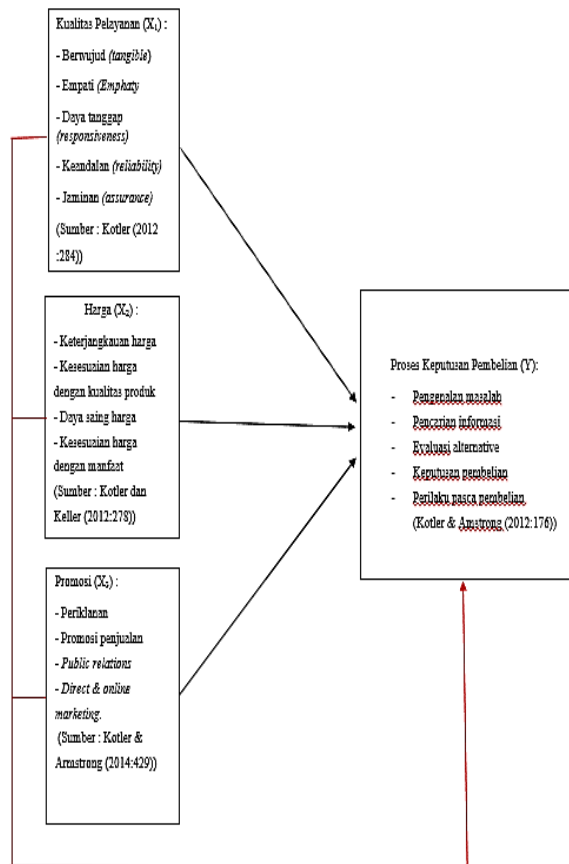 Kualitas Pelayanan (X₁) :
- Berwujud (tangible)
- Empati (Emphaty
- Daya tanggap
(responsiveness)
- Keandalan (reliability)
- Jaminan (assurance)
(Sumber : Kotler (2012
:284))
Harga (X₂) :
- Keterjangkauan harga
- Kesesuaian harga
dengan kualitas produk
- Daya saing harga
- Kesesuaian harga
dengan manfaat
(Sumber : Kotler dan
Keller (2012:278))
Promosi (X₃) :
- Periklanan
- Promosi penjualan
- Public relations
- Direct & online
marketing.
(Sumber : Kotler &
Armstrong (2014:429))
Proses Keputusan Pembelian (Y):
- Pengenalan masalah
- Pencarian informasi
- Evaluasi alternative
- Keputusan pembelian
- Perilaku pasca pembelian
(Kotler & Amstrong (2012:176))